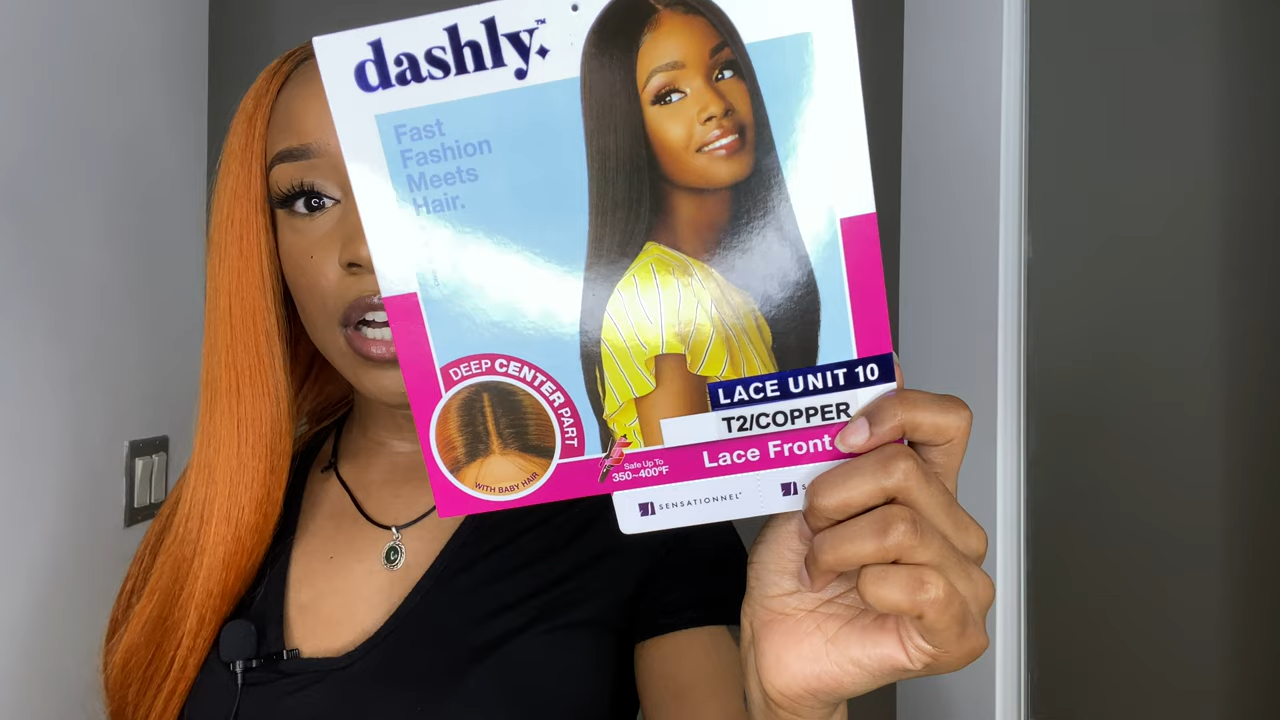 dashly.™
Fast
Fashion
Meets
Hair.
DEEP CENTER PART
WITH BABY HAIR
LACE UNIT 10
T2/COPPER
Lace Front
Safe Up To
350~400°F
SENSATIONNEL
S